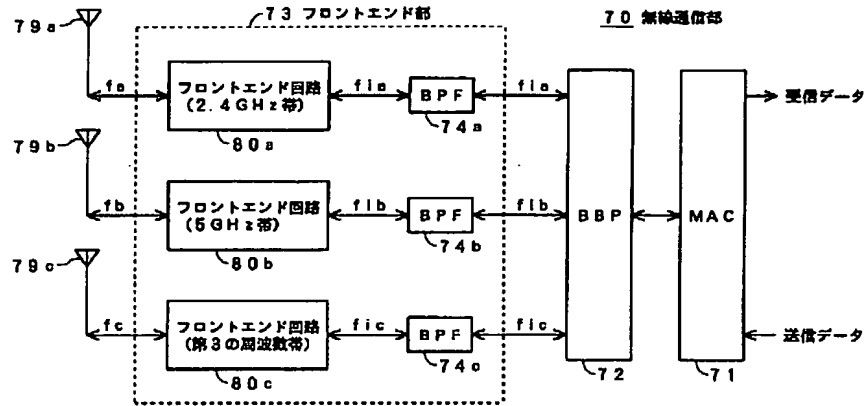 79a
73 フロントエンド部
70 無線通信部
fa
フロントエンド回路
(2.4GHz帯)
fia
BPF
fia
受信データ
80a
74a
79b
fb
フロントエンド回路
(5GHz帯)
fib
BPF
fib
BBP
MAC
80b
74b
79c
fc
フロントエンド回路
(第3の周波数帯)
fic
BPF
fic
送信データ
80c
74c
72
71